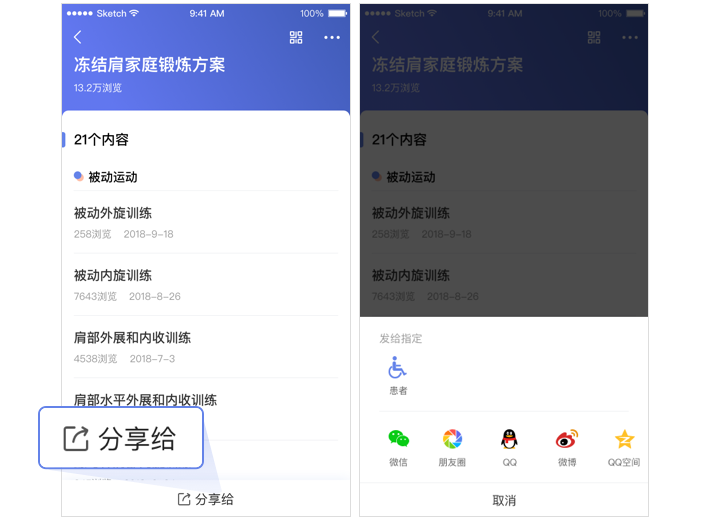 Sketch 9:41 AM 100%
冻结肩家庭锻炼方案
13.2万浏览
21个内容
被动运动
被动外旋训练
258浏览 2018-9-18
被动内旋训练
7643浏览 2018-8-26
肩部外展和内收训练
4538浏览 2018-7-3
肩部水平外展和内收训练
分享给
分享给
Sketch 9:41 AM 100%
冻结肩家庭锻炼方案
13.2万浏览
21个内容
被动运动
被动外旋训练
258浏览 2018-9-18
被动内旋训练
7643浏览 2018-8-26
发给指定
患者
微信 朋友圈 QQ 微博 QQ空间
取消